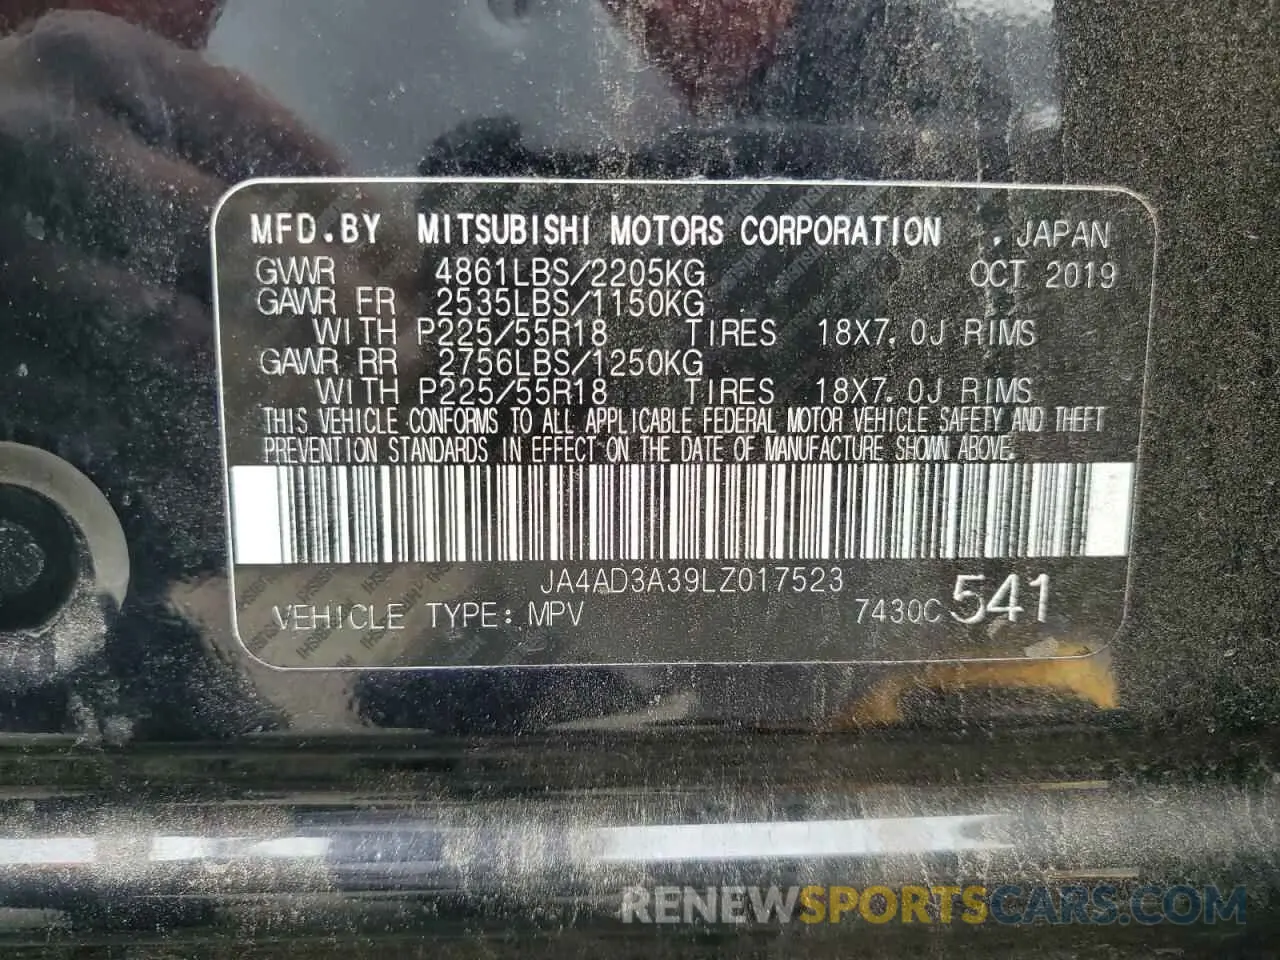 MFD.BY MITSUBISHI MOTORS CORPORATION . JAPAN
GVWR 4861LBS/2205KG OCT 2019
GAWR FR 2535LBS/1150KG
WITH P225/55R18 TIRES 18X7.0J RIMS
GAWR RR 2756LBS/1250KG
WITH P225/55R18 TIRES 18X7.0J RIMS
THIS VEHICLE CONFORMS TO ALL APPLICABLE FEDERAL MOTOR VEHICLE SAFETY AND THEFT
PREVENTION STANDARDS IN EFFECT ON THE DATE OF MANUFACTURE SHOWN ABOVE.
JA4AD3A39LZ017523
VEHICLE TYPE: MPV 7430C 541
RENEWSPORTSCARS.COM